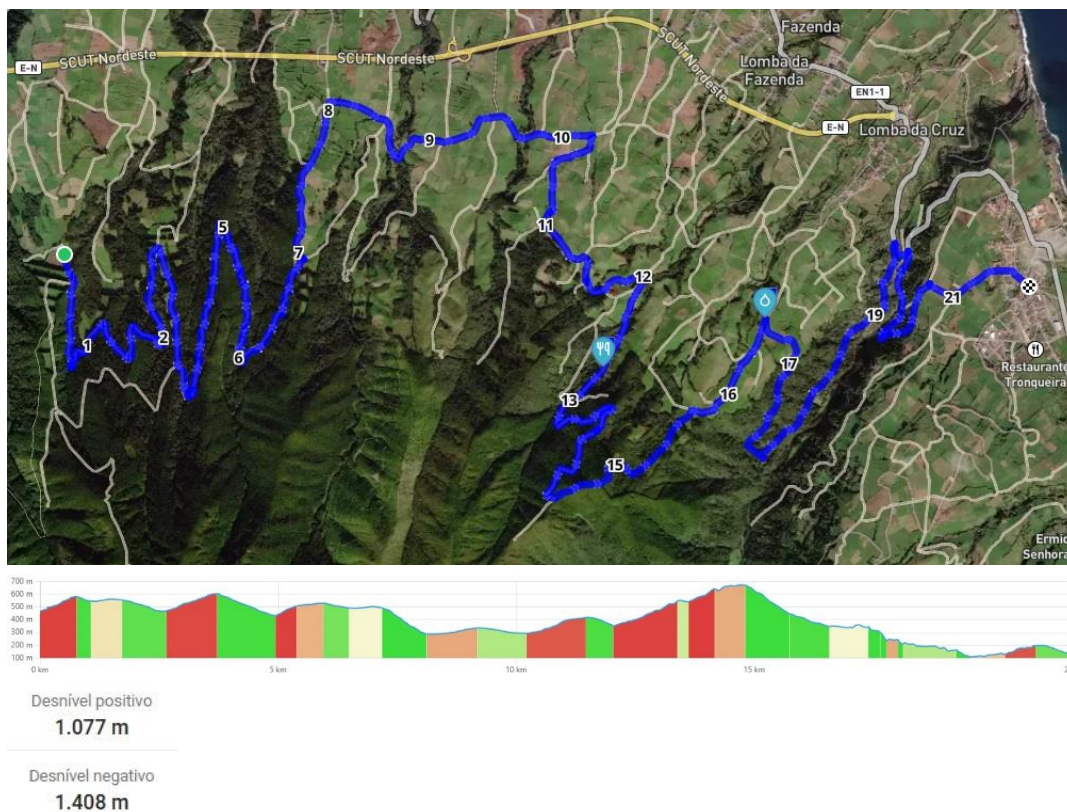 Fazenda
SCUT Nordeste
SCUT Nordeste
SCUT Nordeste
E-N
Lomba da
Fazenda
EN1-1
E-N
Lomba da Cruz
8
9
10
5
11
7
12
19
21
1
2
6
17
13
16
Restaurante
Tronqueira
15
Ermid
Senhora
700 m
600 m
500 m
400 m
300 m
200 m
100 m
0 km
5 km
10 km
15 km
2
Desnível positivo
1.077 m
Desnível negativo
1.408 m